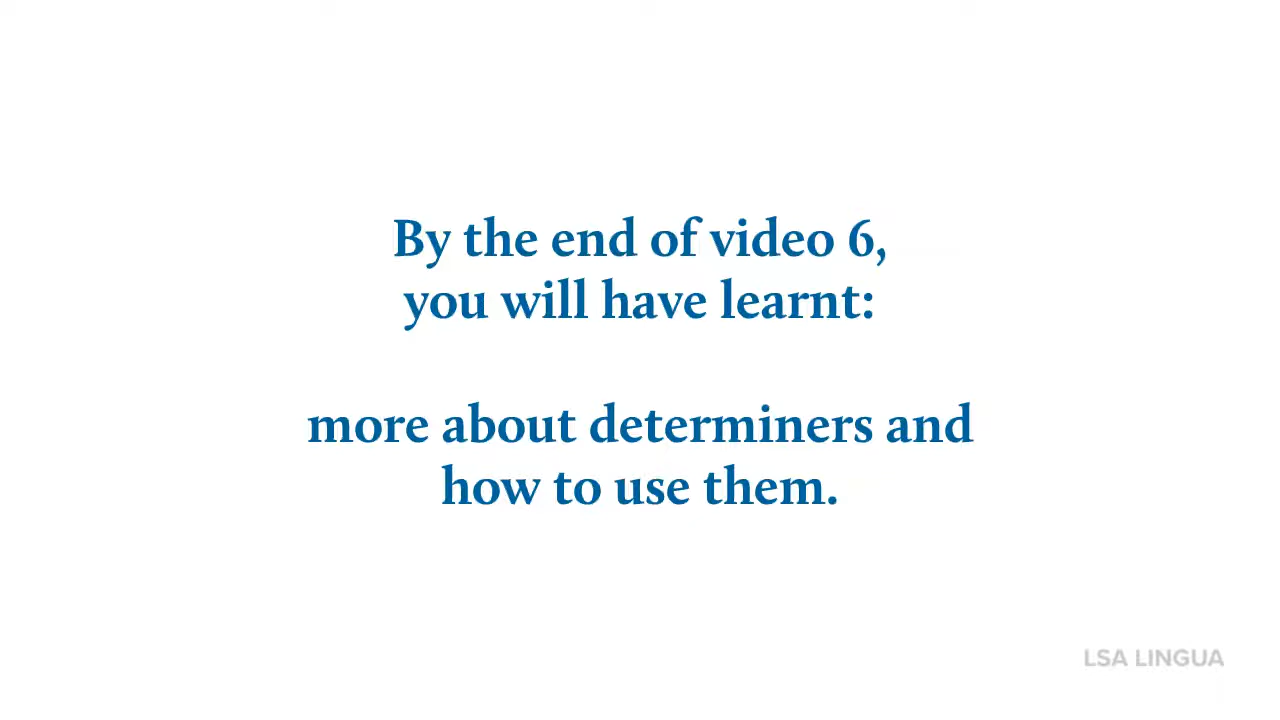 By the end of video 6,
you will have learnt:
more about determiners and
how to use them.
LSA LINGUA